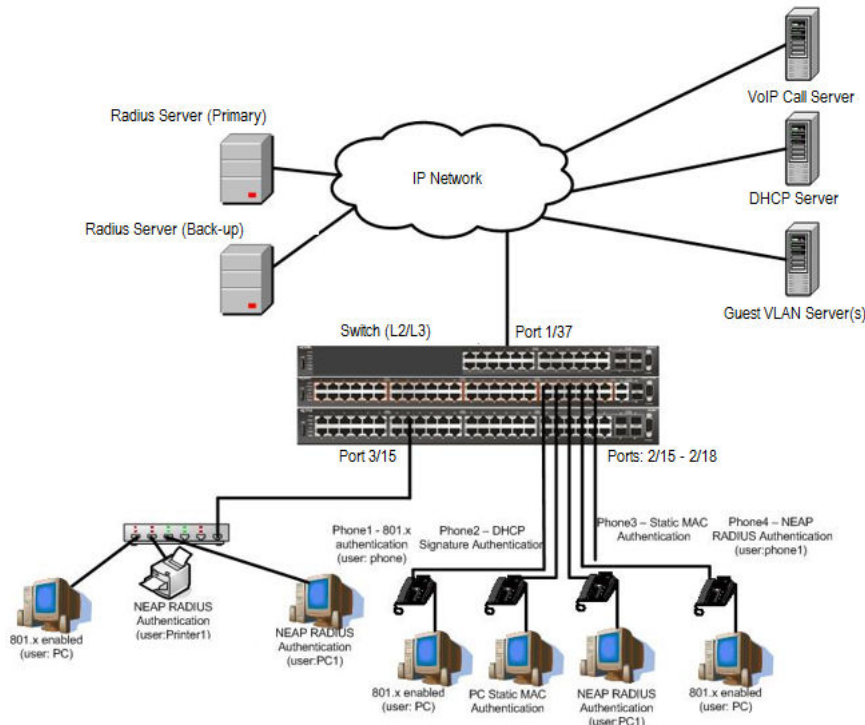 VoIP Call Server
Radius Server (Primary)
IP Network
DHCP Server
Radius Server (Back-up)
Guest VLAN Server(s)
Switch (L2/L3)
Port 1/37
Port 3/15
Ports: 2/15 - 2/18
Phone1 - 801.x
authentication
(user: phone)
Phone2 – DHCP
Signature Authentication
Phone3 – Static MAC
Authentication
Phone4 – NEAP
RADIUS Authentication
(user:phone1)
801.x enabled
(user: PC)
NEAP RADIUS
Authentication
(user:Printer1)
NEAP RADIUS
Authentication
(user:PC1)
801.x enabled
(user: PC)
PC Static MAC
Authentication
NEAP RADIUS
Authentication
(user:PC1)
801.x enabled
(user: PC)